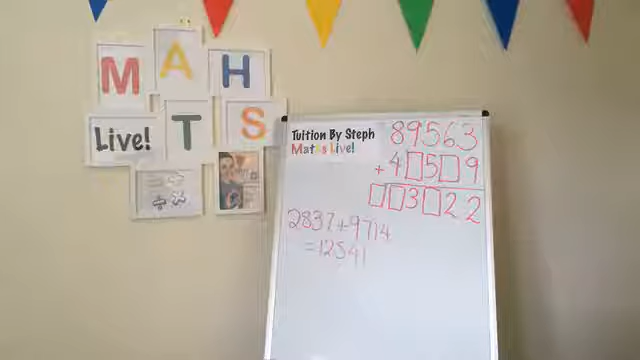 M A H
Live! T S
÷ ×
Tuition By Steph
Maths Live!
89563
+ 4□5□9
□□3□22
2837+9714
=12541